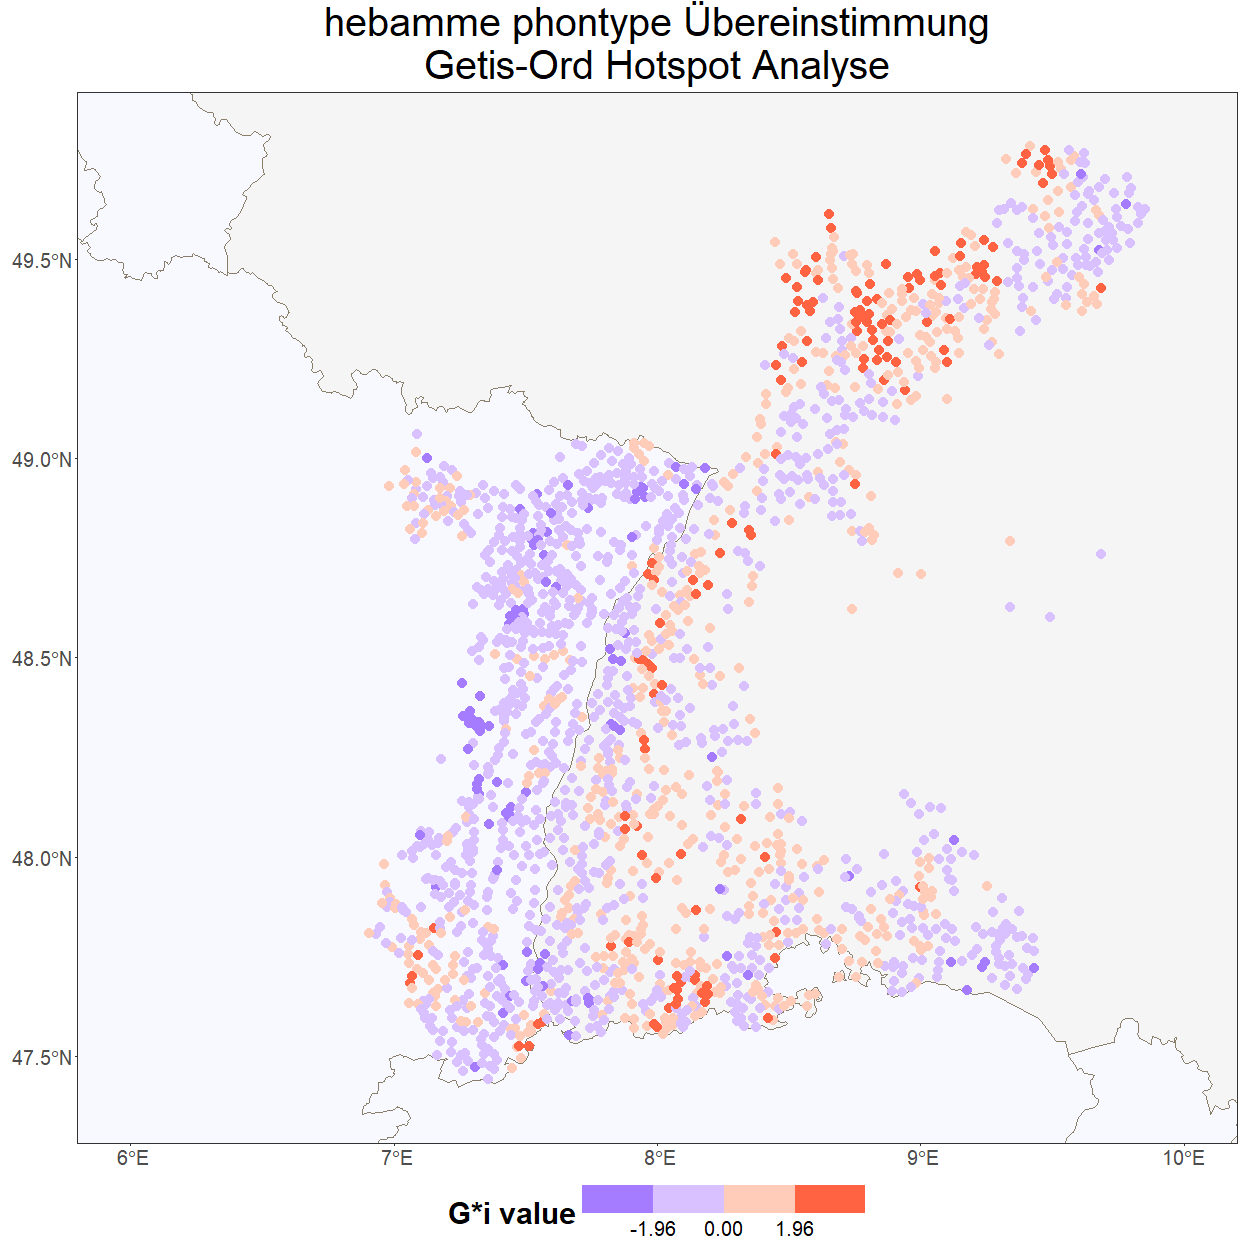 hebamme phontype Übereinstimmung
Getis-Ord Hotspot Analyse
49.5°N
49.0°N
48.5°N
48.0°N
47.5°N
6°E 7°E 8°E 9°E 10°E
G*i value
-1.96 0.00 1.96